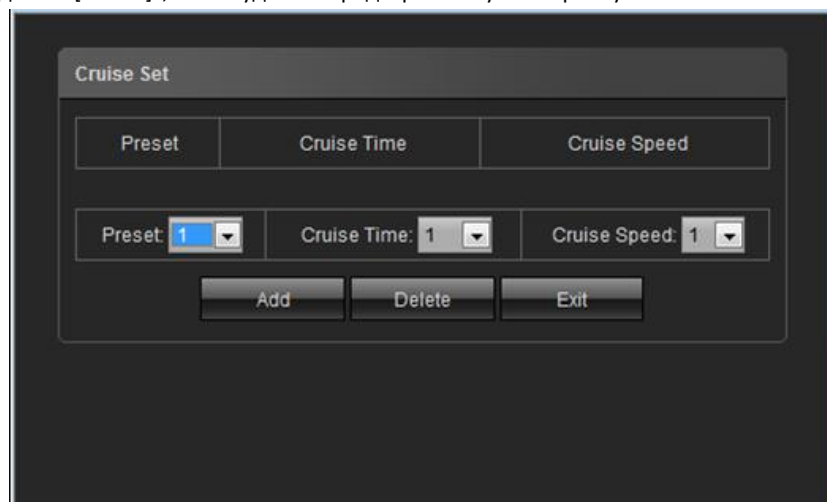 Cruise Set
Preset Cruise Time Cruise Speed
Preset: 1 Cruise Time: 1 Cruise Speed: 1
Add Delete Exit